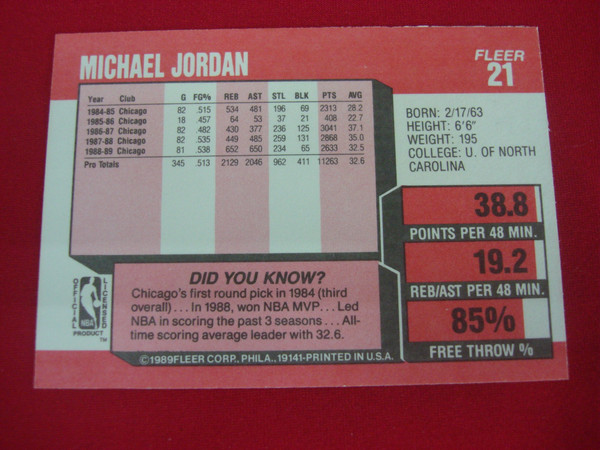 MICHAEL JORDAN
FLEER
21
Year Club G FG% REB AST STL BLK PTS AVG
1984-85 Chicago 82 .515 534 481 196 69 2313 28.2
1985-86 Chicago 18 .457 64 53 37 21 408 22.7
1986-87 Chicago 82 .482 430 377 236 125 3041 37.1
1987-88 Chicago 82 .535 449 485 259 131 2868 35.0
1988-89 Chicago 81 .538 652 650 234 65 2633 32.5
Pro Totals 345 .513 2129 2046 962 411 11263 32.6
BORN: 2/17/63
HEIGHT: 6'6"
WEIGHT: 195
COLLEGE: U. OF NORTH
CAROLINA
38.8
POINTS PER 48 MIN.
19.2
REB/AST PER 48 MIN.
85%
FREE THROW %
OFFICIAL
NBA
LICENSED
PRODUCT
TM
DID YOU KNOW?
Chicago's first round pick in 1984 (third
overall)...In 1988, won NBA MVP...Led
NBA in scoring the past 3 seasons...All-
time scoring average leader with 32.6.
©1989 FLEER CORP., PHILA., 19141-PRINTED IN U.S.A.